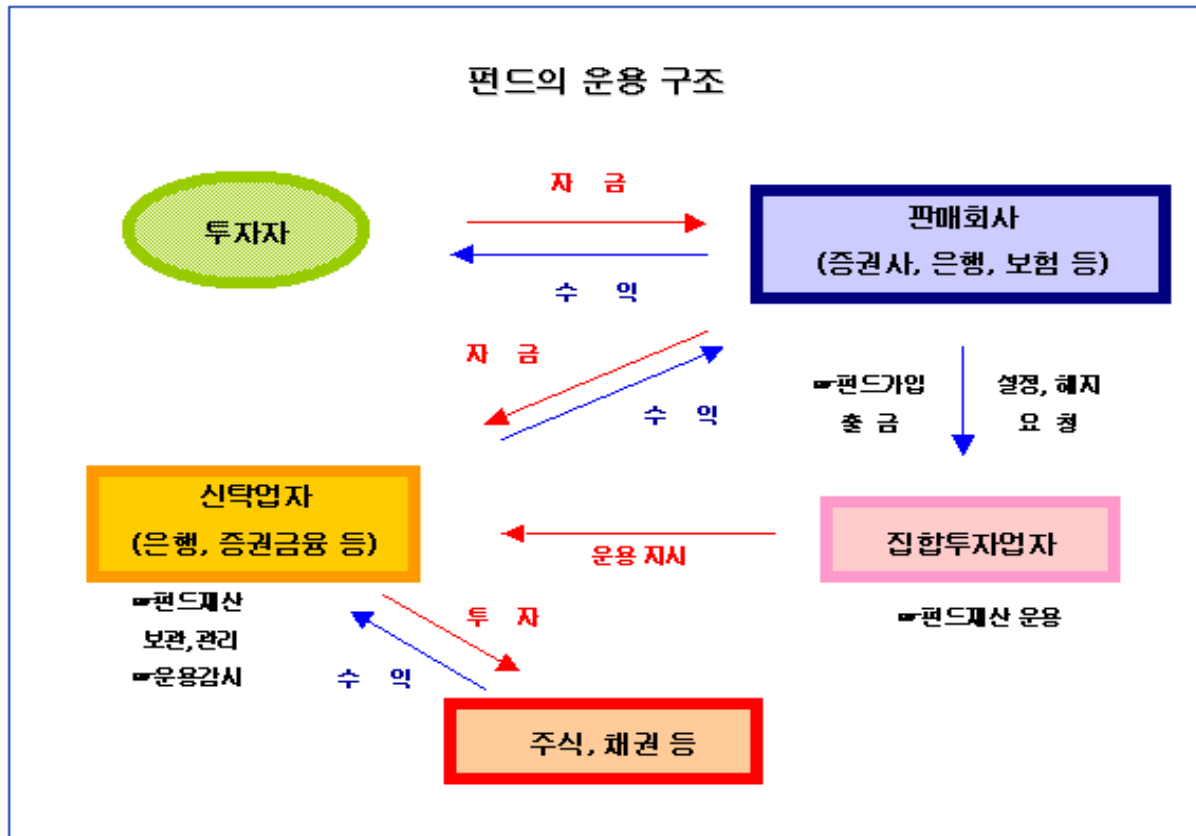 펀드의 운용 구조
자 금
투자자
판매회사
(증권사, 은행, 보험 등)
수 익
자 금
수 익
☞펀드가입
출 금
설정, 해지
요 청
신탁업자
(은행, 증권금융 등)
운용 지시
집합투자업자
☞펀드재산
보관,관리
☞운용감시
투 자
수 익
☞펀드재산 운용
주식, 채권 등